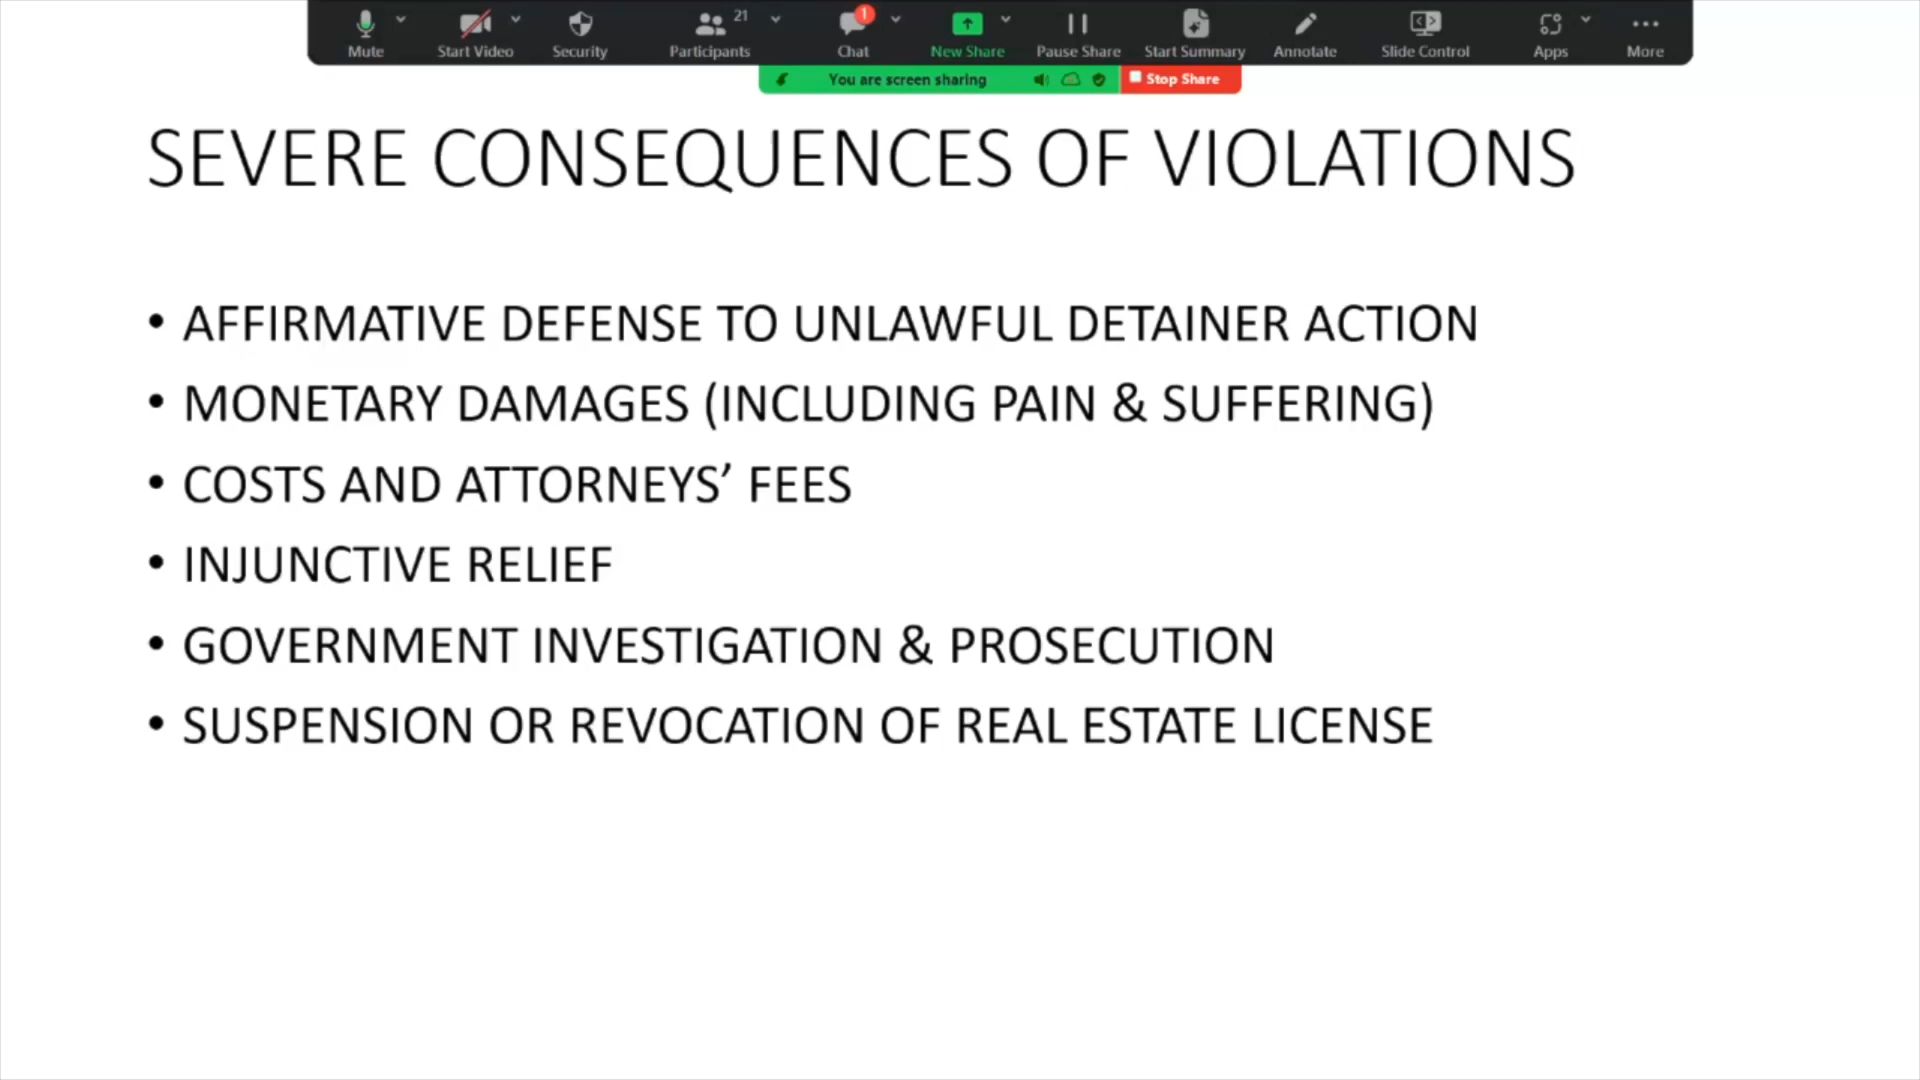 Mute
Start Video
Security
Participants
21
Chat
1
New Share
Pause Share
Start Summary
Annotate
Slide Control
Apps
More
You are screen sharing
Stop Share
SEVERE CONSEQUENCES OF VIOLATIONS
• AFFIRMATIVE DEFENSE TO UNLAWFUL DETAINER ACTION
• MONETARY DAMAGES (INCLUDING PAIN & SUFFERING)
• COSTS AND ATTORNEYS’ FEES
• INJUNCTIVE RELIEF
• GOVERNMENT INVESTIGATION & PROSECUTION
• SUSPENSION OR REVOCATION OF REAL ESTATE LICENSE